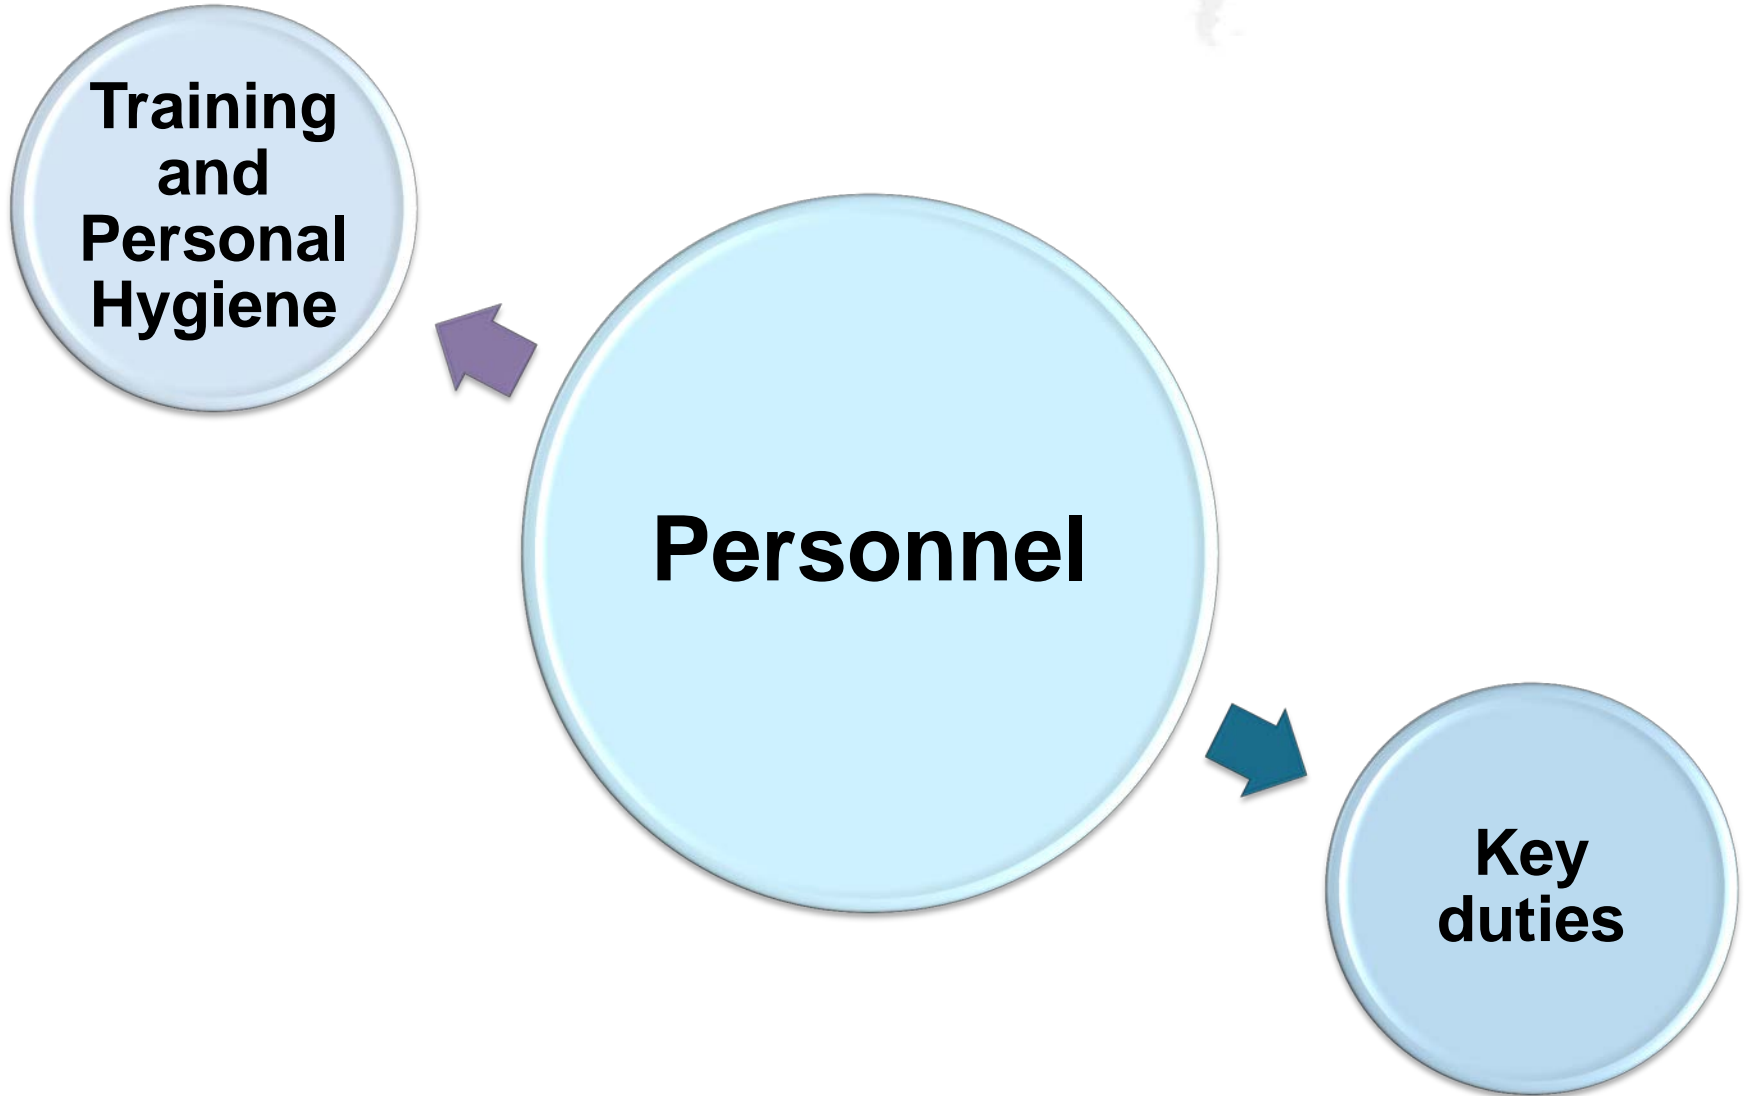 Training
and
Personal
Hygiene
Personnel
Key
duties